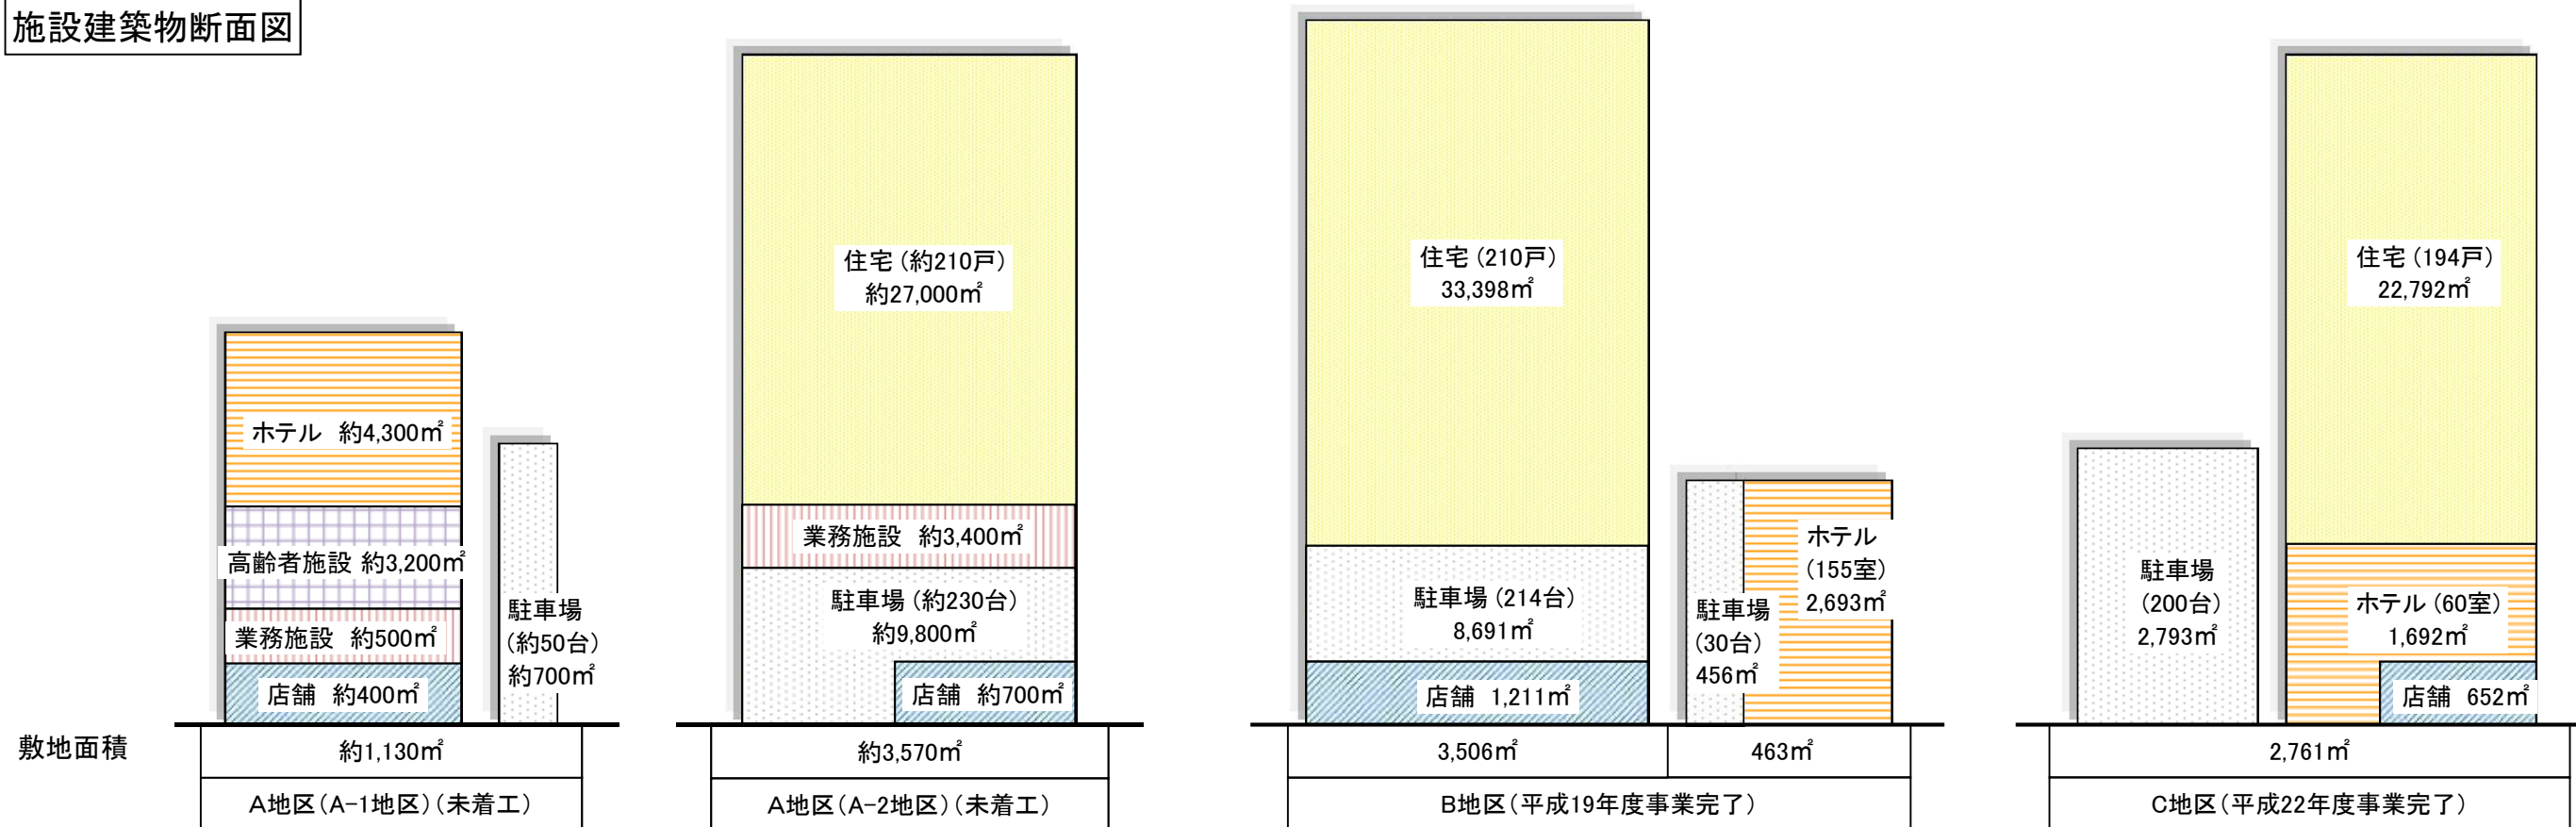 施設建築物断面図
ホテル 約4,300㎡
高齢者施設 約3,200㎡
業務施設 約500㎡
店舗 約400㎡
駐車場
(約50台)
約700㎡
住宅(約210戸)
約27,000㎡
業務施設 約3,400㎡
駐車場(約230台)
約9,800㎡
店舗 約700㎡
住宅(210戸)
33,398㎡
駐車場(214台)
8,691㎡
店舗 1,211㎡
駐車場
(30台)
456㎡
ホテル
(155室)
2,693㎡
駐車場
(200台)
2,793㎡
住宅(194戸)
22,792㎡
ホテル(60室)
1,692㎡
店舗 652㎡
敷地面積
約1,130㎡
約3,570㎡
3,506㎡
463㎡
2,761㎡
A地区(A-1地区)(未着工)
A地区(A-2地区)(未着工)
B地区(平成19年度事業完了)
C地区(平成22年度事業完了)